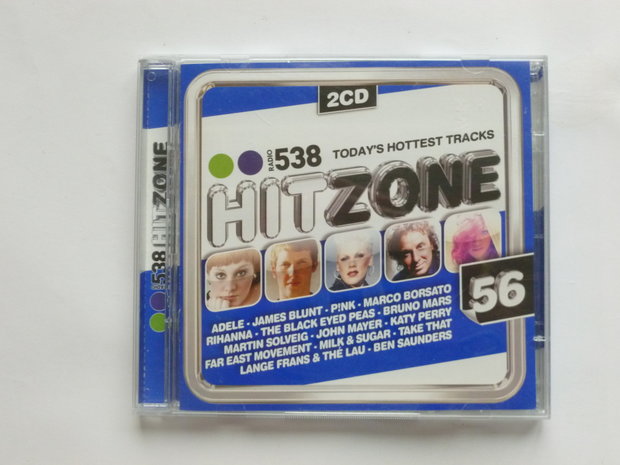 2CD
RADIO 538 TODAY'S HOTTEST TRACKS
HITZONE
56
ADELE - JAMES BLUNT - P!NK - MARCO BORSATO
RIHANNA - THE BLACK EYED PEAS - BRUNO MARS
MARTIN SOLVEIG - JOHN MAYER - KATY PERRY
FAR EAST MOVEMENT - MILK & SUGAR - TAKE THAT
LANGE FRANS & THÉ LAU - BEN SAUNDERS
538 HITZONE